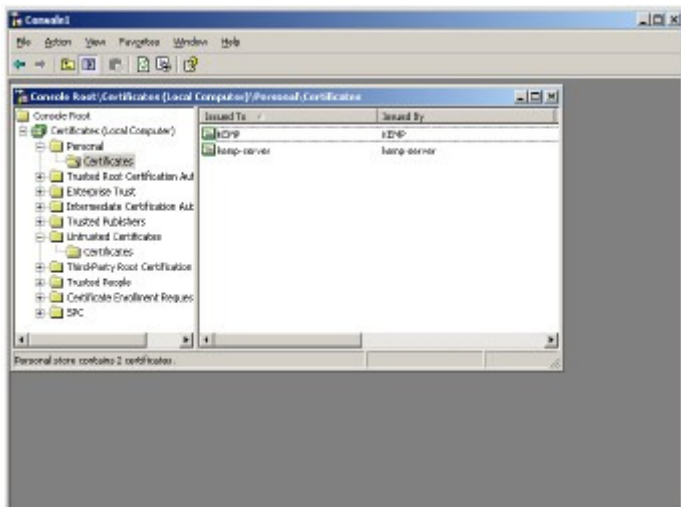 Console1
File Action View Favorites Window Help
Console Root\Certificates (Local Computer)\Personal\Certificates
Console Root
Certificates (Local Computer)
Personal
Certificates
Trusted Root Certification Aut
Enterprise Trust
Intermediate Certification Aut
Trusted Publishers
Untrusted Certificates
Certificates
Third-Party Root Certification
Trusted People
Certificate Enrollment Reques
SPC
Issued To Issued By
KEMP KEMP
kemp-server kemp-server
Personal store contains 2 certificates.